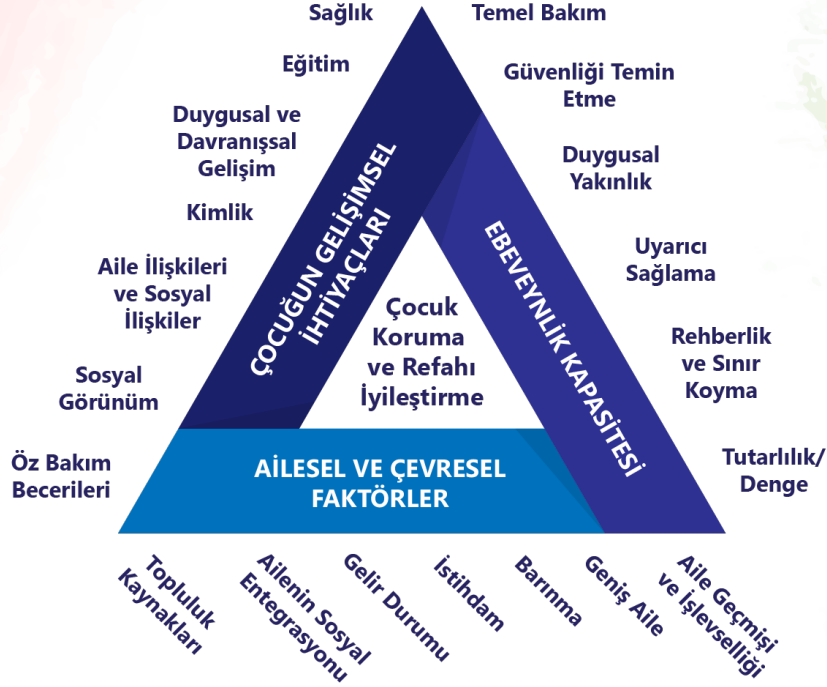 Sağlık
Eğitim
Duygusal ve
Davranışsal
Gelişim
Kimlik
Aile İlişkileri
ve Sosyal
İlişkiler
Sosyal
Görünüm
Öz Bakım
Becerileri
ÇOCUĞUN GELİŞİMSEL
İHTİYAÇLARI
Temel Bakım
Güvenliği Temin
Etme
Duygusal
Yakınlık
Uyarıcı
Sağlama
Rehberlik
ve Sınır
Koyma
Tutarlılık/
Denge
EBEVEYNLİK KAPASİTESİ
Çocuk
Koruma
ve Refahı
İyileştirme
AİLESEL VE ÇEVRESEL
FAKTÖRLER
Topluluk
Kaynakları
Ailenin Sosyal
Entegrasyonu
Gelir Durumu
İstihdam
Barınma
Geniş Aile
Aile Geçmişi
ve İşlevselliği